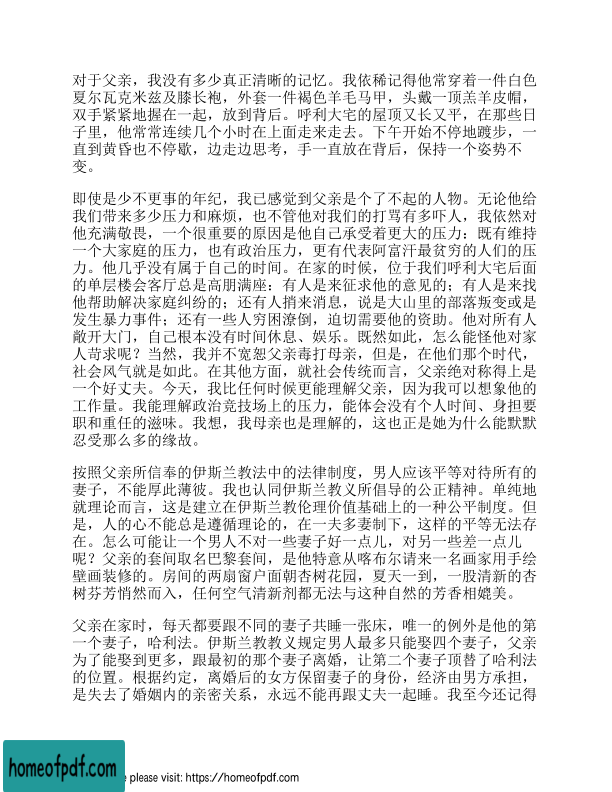 对于父亲，我没有多少真正清晰的记忆。我依稀记得他常穿着一件白色
夏尔瓦克米兹及膝长袍，外套一件褐色羊毛马甲，头戴一顶羔羊皮帽，
双手紧紧地握在一起，放到背后。呼利大宅的屋顶又长又平，在那些日
子里，他常常连续几个小时在上面走来走去。下午开始不停地踱步，一
直到黄昏也不停歇，边走边思考，手一直放在背后，保持一个姿势不
变。
即使是少不更事的年纪，我已感觉到父亲是个了不起的人物。无论他给
我们带来多少压力和麻烦，也不管他对我们的打骂有多吓人，我依然对
他充满敬畏，一个很重要的原因是他自己承受着更大的压力：既有维持
一个大家庭的压力，也有政治压力，更有代表阿富汗最贫穷的人们的压
力。他几乎没有属于自己的时间。在家的时候，位于我们呼利大宅后面
的单层楼会客厅总是高朋满座：有人是来征求他的意见的；有人是来找
他帮助解决家庭纠纷的；还有人捎来消息，说是大山里的部落叛变或是
发生暴力事件；还有一些人穷困潦倒，迫切需要他的资助。他对所有人
敞开大门，自己根本没有时间休息、娱乐。既然如此，怎么能怪他对家
人苛求呢？当然，我并不宽恕父亲毒打母亲，但是，在他们那个时代，
社会风气就是如此。在其他方面，就社会传统而言，父亲绝对称得上是
一个好丈夫。今天，我比任何时候更能理解父亲，因为我可以想象他的
工作量。我能理解政治竞技场上的压力，能体会没有个人时间、身担要
职和重任的滋味。我想，我母亲也是理解的，这也正是她为什么能默默
忍受那么多的缘故。
按照父亲所信奉的伊斯兰教法中的法律制度，男人应该平等对待所有的
妻子，不能厚此薄彼。我也认同伊斯兰教义所倡导的公正精神。单纯地
就理论而言，这是建立在伊斯兰教伦理价值基础上的一种公平制度。但
是，人的心不能总是遵循理论的，在一夫多妻制下，这样的平等无法存
在。怎么可能让一个男人不对一些妻子好一点儿，对另一些差一点儿
呢？父亲的套间取名巴黎套间，是他特意从喀布尔请来一名画家用手绘
壁画装修的。房间的两扇窗户面朝杏树花园，夏天一到，一股清新的杏
树芬芳悄然而入，任何空气清新剂都无法与这种自然的芳香相媲美。
父亲在家时，每天都要跟不同的妻子共睡一张床，唯一的例外是他的第
一个妻子，哈利法。伊斯兰教教义规定男人最多只能娶四个妻子，父亲
为了能娶到更多，跟最初的那个妻子离婚，让第二个妻子顶替了哈利法
的位置。根据约定，离婚后的女方保留妻子的身份，经济由男方承担，
是失去了婚姻内的亲密关系，永远不能再跟丈夫一起睡。我至今还记得
homeofpdf.com
please visit: https://homeofpdf.com